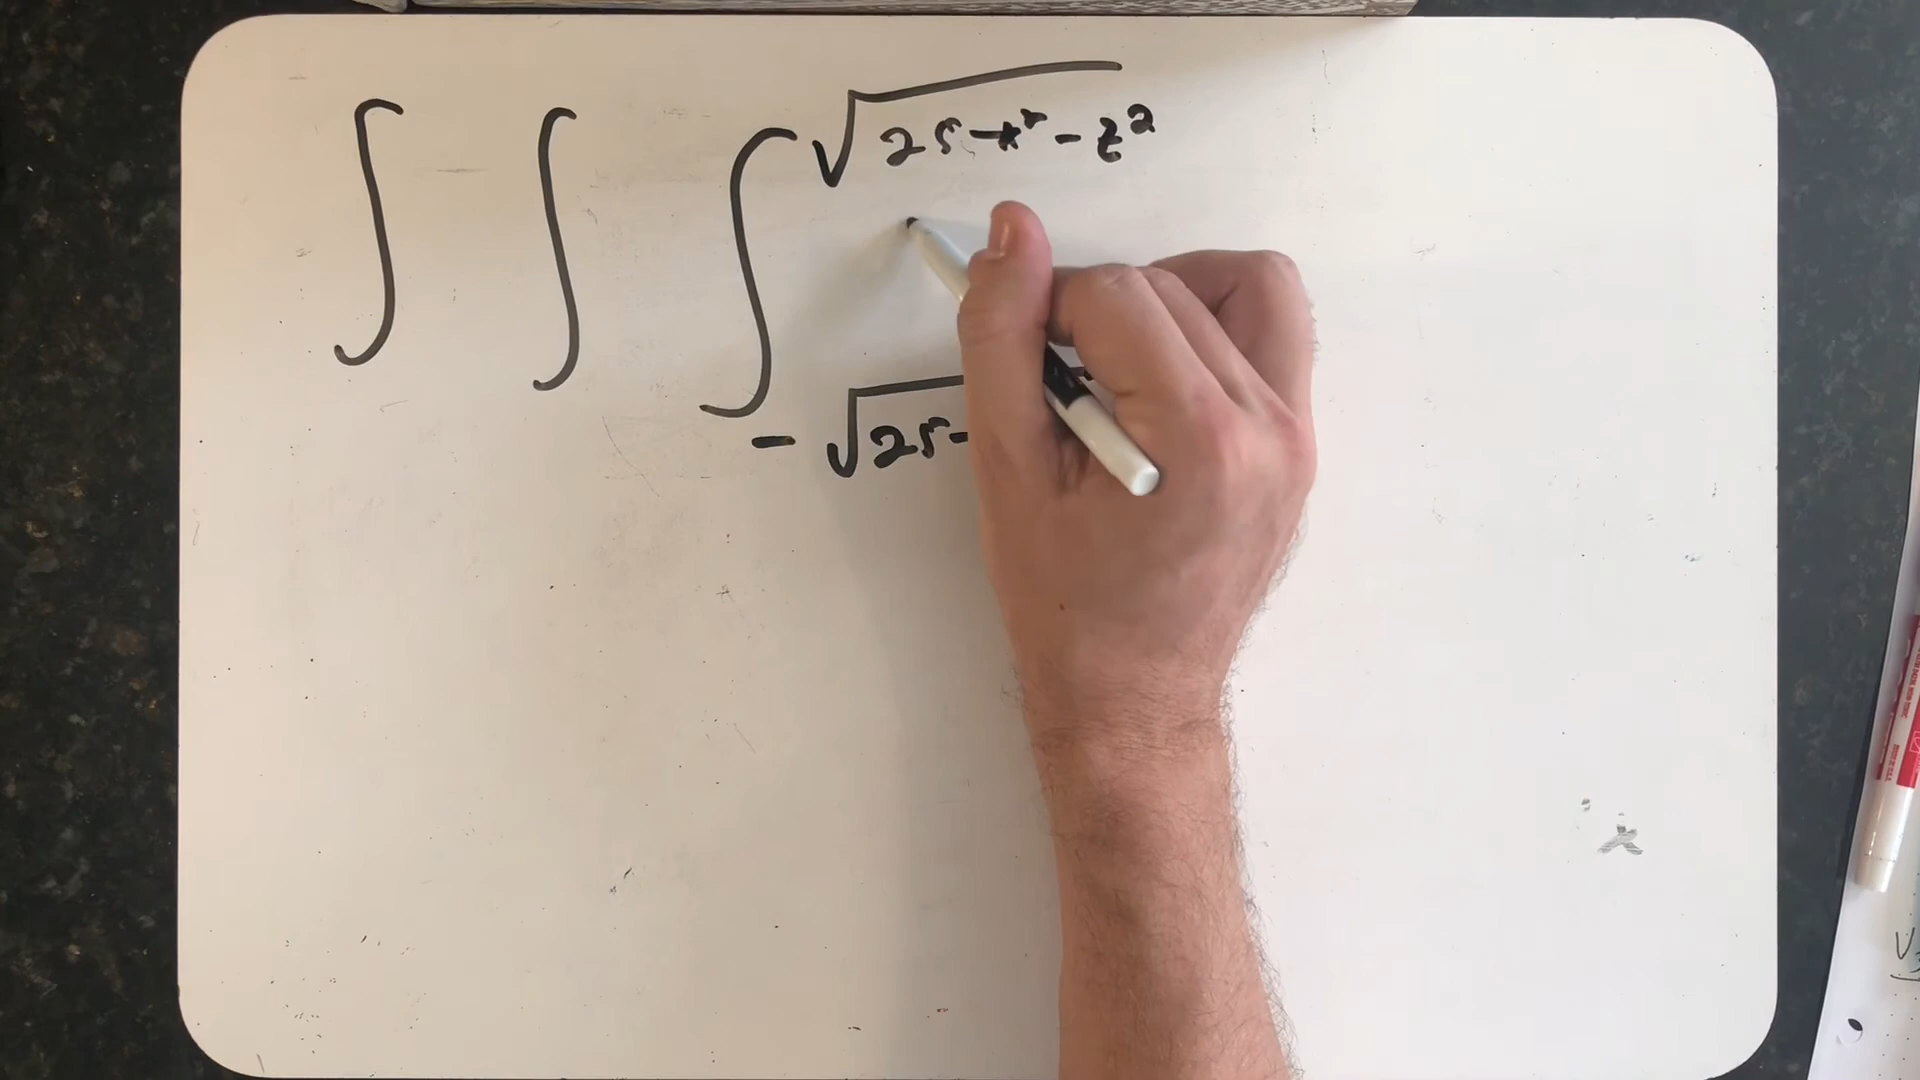 ∫ ∫ ∫ √25-x²-z²
-√25-